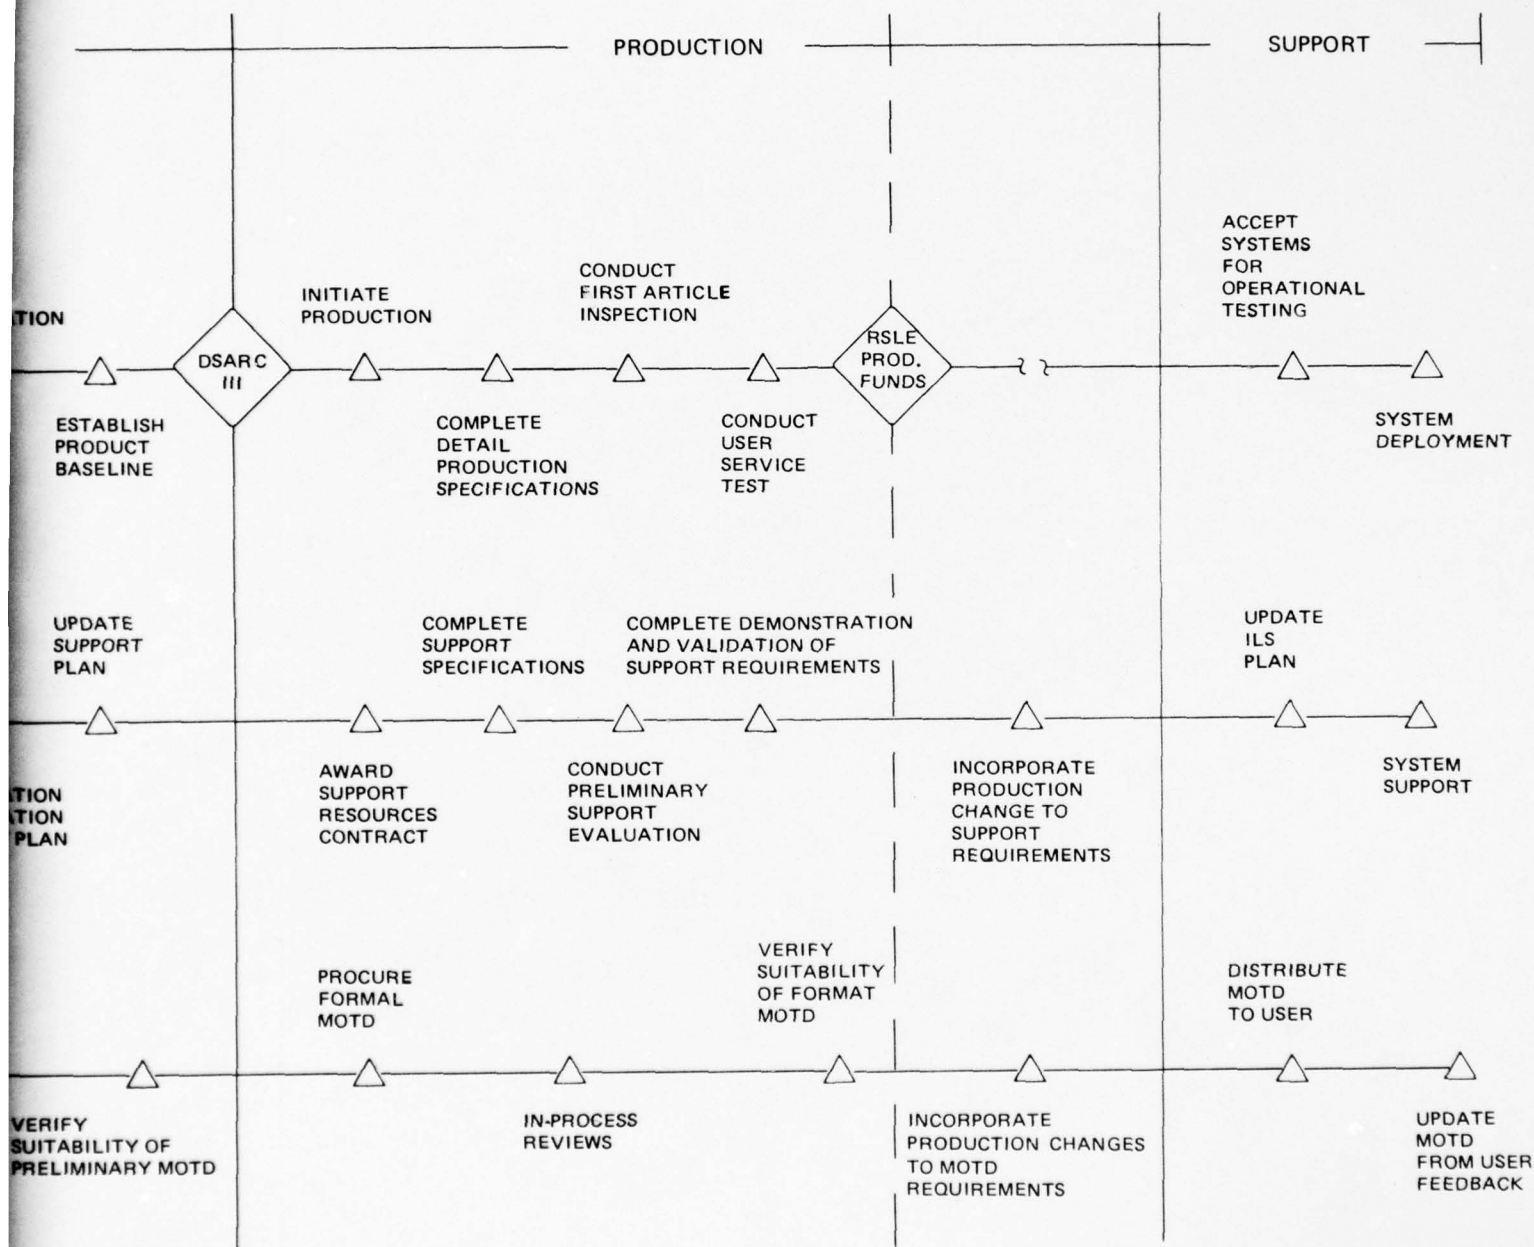 PRODUCTION
SUPPORT
ACCEPT
SYSTEMS
FOR
OPERATIONAL
TESTING
CONDUCT
FIRST ARTICLE
INSPECTION
INITIATE
PRODUCTION
TION
DSARC
III
RSLE
PROD.
FUNDS
ESTABLISH
PRODUCT
BASELINE
COMPLETE
DETAIL
PRODUCTION
SPECIFICATIONS
CONDUCT
USER
SERVICE
TEST
SYSTEM
DEPLOYMENT
UPDATE
SUPPORT
PLAN
COMPLETE
SUPPORT
SPECIFICATIONS
COMPLETE DEMONSTRATION
AND VALIDATION OF
SUPPORT REQUIREMENTS
UPDATE
ILS
PLAN
TION
TION
PLAN
AWARD
SUPPORT
RESOURCES
CONTRACT
CONDUCT
PRELIMINARY
SUPPORT
EVALUATION
INCORPORATE
PRODUCTION
CHANGE TO
SUPPORT
REQUIREMENTS
SYSTEM
SUPPORT
PROCURE
FORMAL
MOTD
VERIFY
SUITABILITY
OF FORMAT
MOTD
DISTRIBUTE
MOTD
TO USER
VERIFY
SUITABILITY OF
PRELIMINARY MOTD
IN-PROCESS
REVIEWS
INCORPORATE
PRODUCTION CHANGES
TO MOTD
REQUIREMENTS
UPDATE
MOTD
FROM USER
FEEDBACK